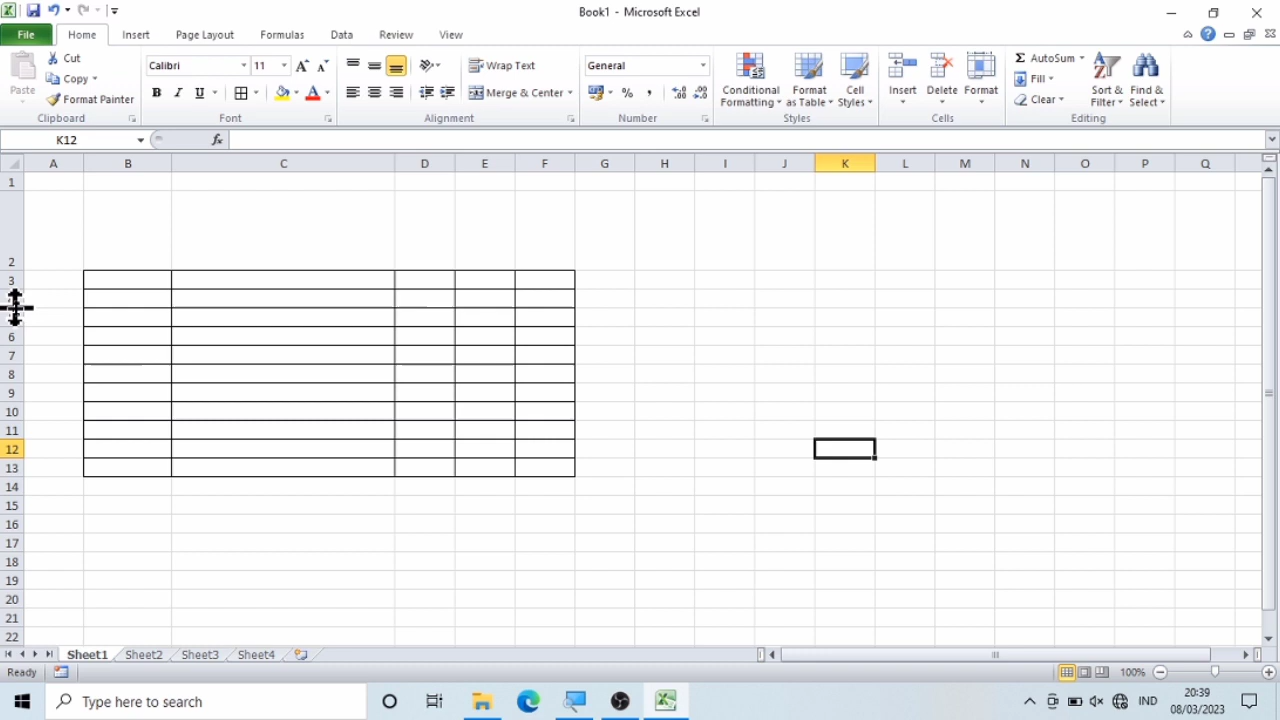 Book1 - Microsoft Excel
File Home Insert Page Layout Formulas Data Review View
Paste
Cut
Copy
Format Painter
Clipboard
Calibri 11
B I U A
Font
Wrap Text
Merge & Center
Alignment
General
% ,
Number
Conditional Formatting
Format as Table
Cell Styles
Styles
Insert
Delete
Format
Cells
Σ AutoSum
Fill
Clear
Sort & Filter
Find & Select
Editing
K12 fx
A B C D E F G H I J K L M N O P Q
1
2
3
6
7
8
9
10
11
12
13
14
15
16
17
18
19
20
21
22
Sheet1 Sheet2 Sheet3 Sheet4
Ready 100%
Type here to search
IND
20:39
08/03/2023